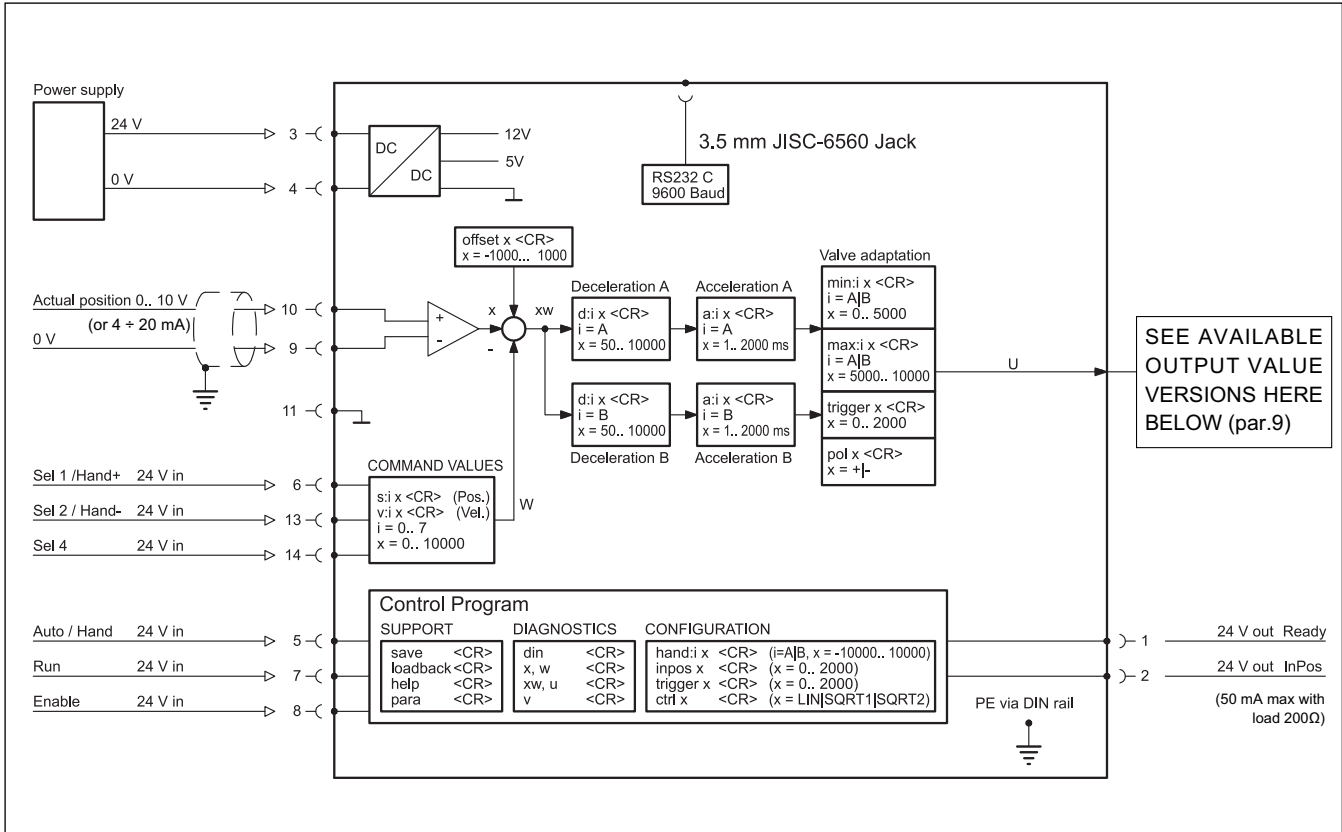 Power supply
24 V
3
0 V
4
DC
DC
12V
5V
3.5 mm JISC-6560 Jack
RS232 C
9600 Baud
offset x <CR>
x = -1000... 1000
Actual position 0.. 10 V
(or 4 ÷ 20 mA)
0 V
10
9
+
-
x
-
xw
Deceleration A
d:i x <CR>
i = A
x = 50.. 10000
Acceleration A
a:i x <CR>
i = A
x = 1.. 2000 ms
d:i x <CR>
i = B
x = 50.. 10000
Deceleration B
a:i x <CR>
i = B
x = 1.. 2000 ms
Acceleration B
Valve adaptation
min:i x <CR>
i = A|B
x = 0.. 5000
max:i x <CR>
i = A|B
x = 5000.. 10000
trigger x <CR>
x = 0.. 2000
pol x <CR>
x = +|-
U
SEE AVAILABLE
OUTPUT VALUE
VERSIONS HERE
BELOW (par.9)
11
Sel 1 /Hand+ 24 V in
6
Sel 2 / Hand- 24 V in
13
Sel 4 24 V in
14
COMMAND VALUES
s:i x <CR> (Pos.)
v:i x <CR> (Vel.)
i = 0.. 7
x = 0.. 10000
W
Auto / Hand 24 V in
5
Run 24 V in
7
Enable 24 V in
8
Control Program
SUPPORT
save <CR>
loadback <CR>
help <CR>
para <CR>
DIAGNOSTICS
din <CR>
x, w <CR>
xw, u <CR>
v <CR>
CONFIGURATION
hand:i x <CR> (i=A|B, x = -10000.. 10000)
inpos x <CR> (x = 0.. 2000)
trigger x <CR> (x = 0.. 2000)
ctrl x <CR> (x = LIN|SQRT1|SQRT2)
PE via DIN rail
1
24 V out Ready
2
24 V out InPos
(50 mA max with
load 200Ω)